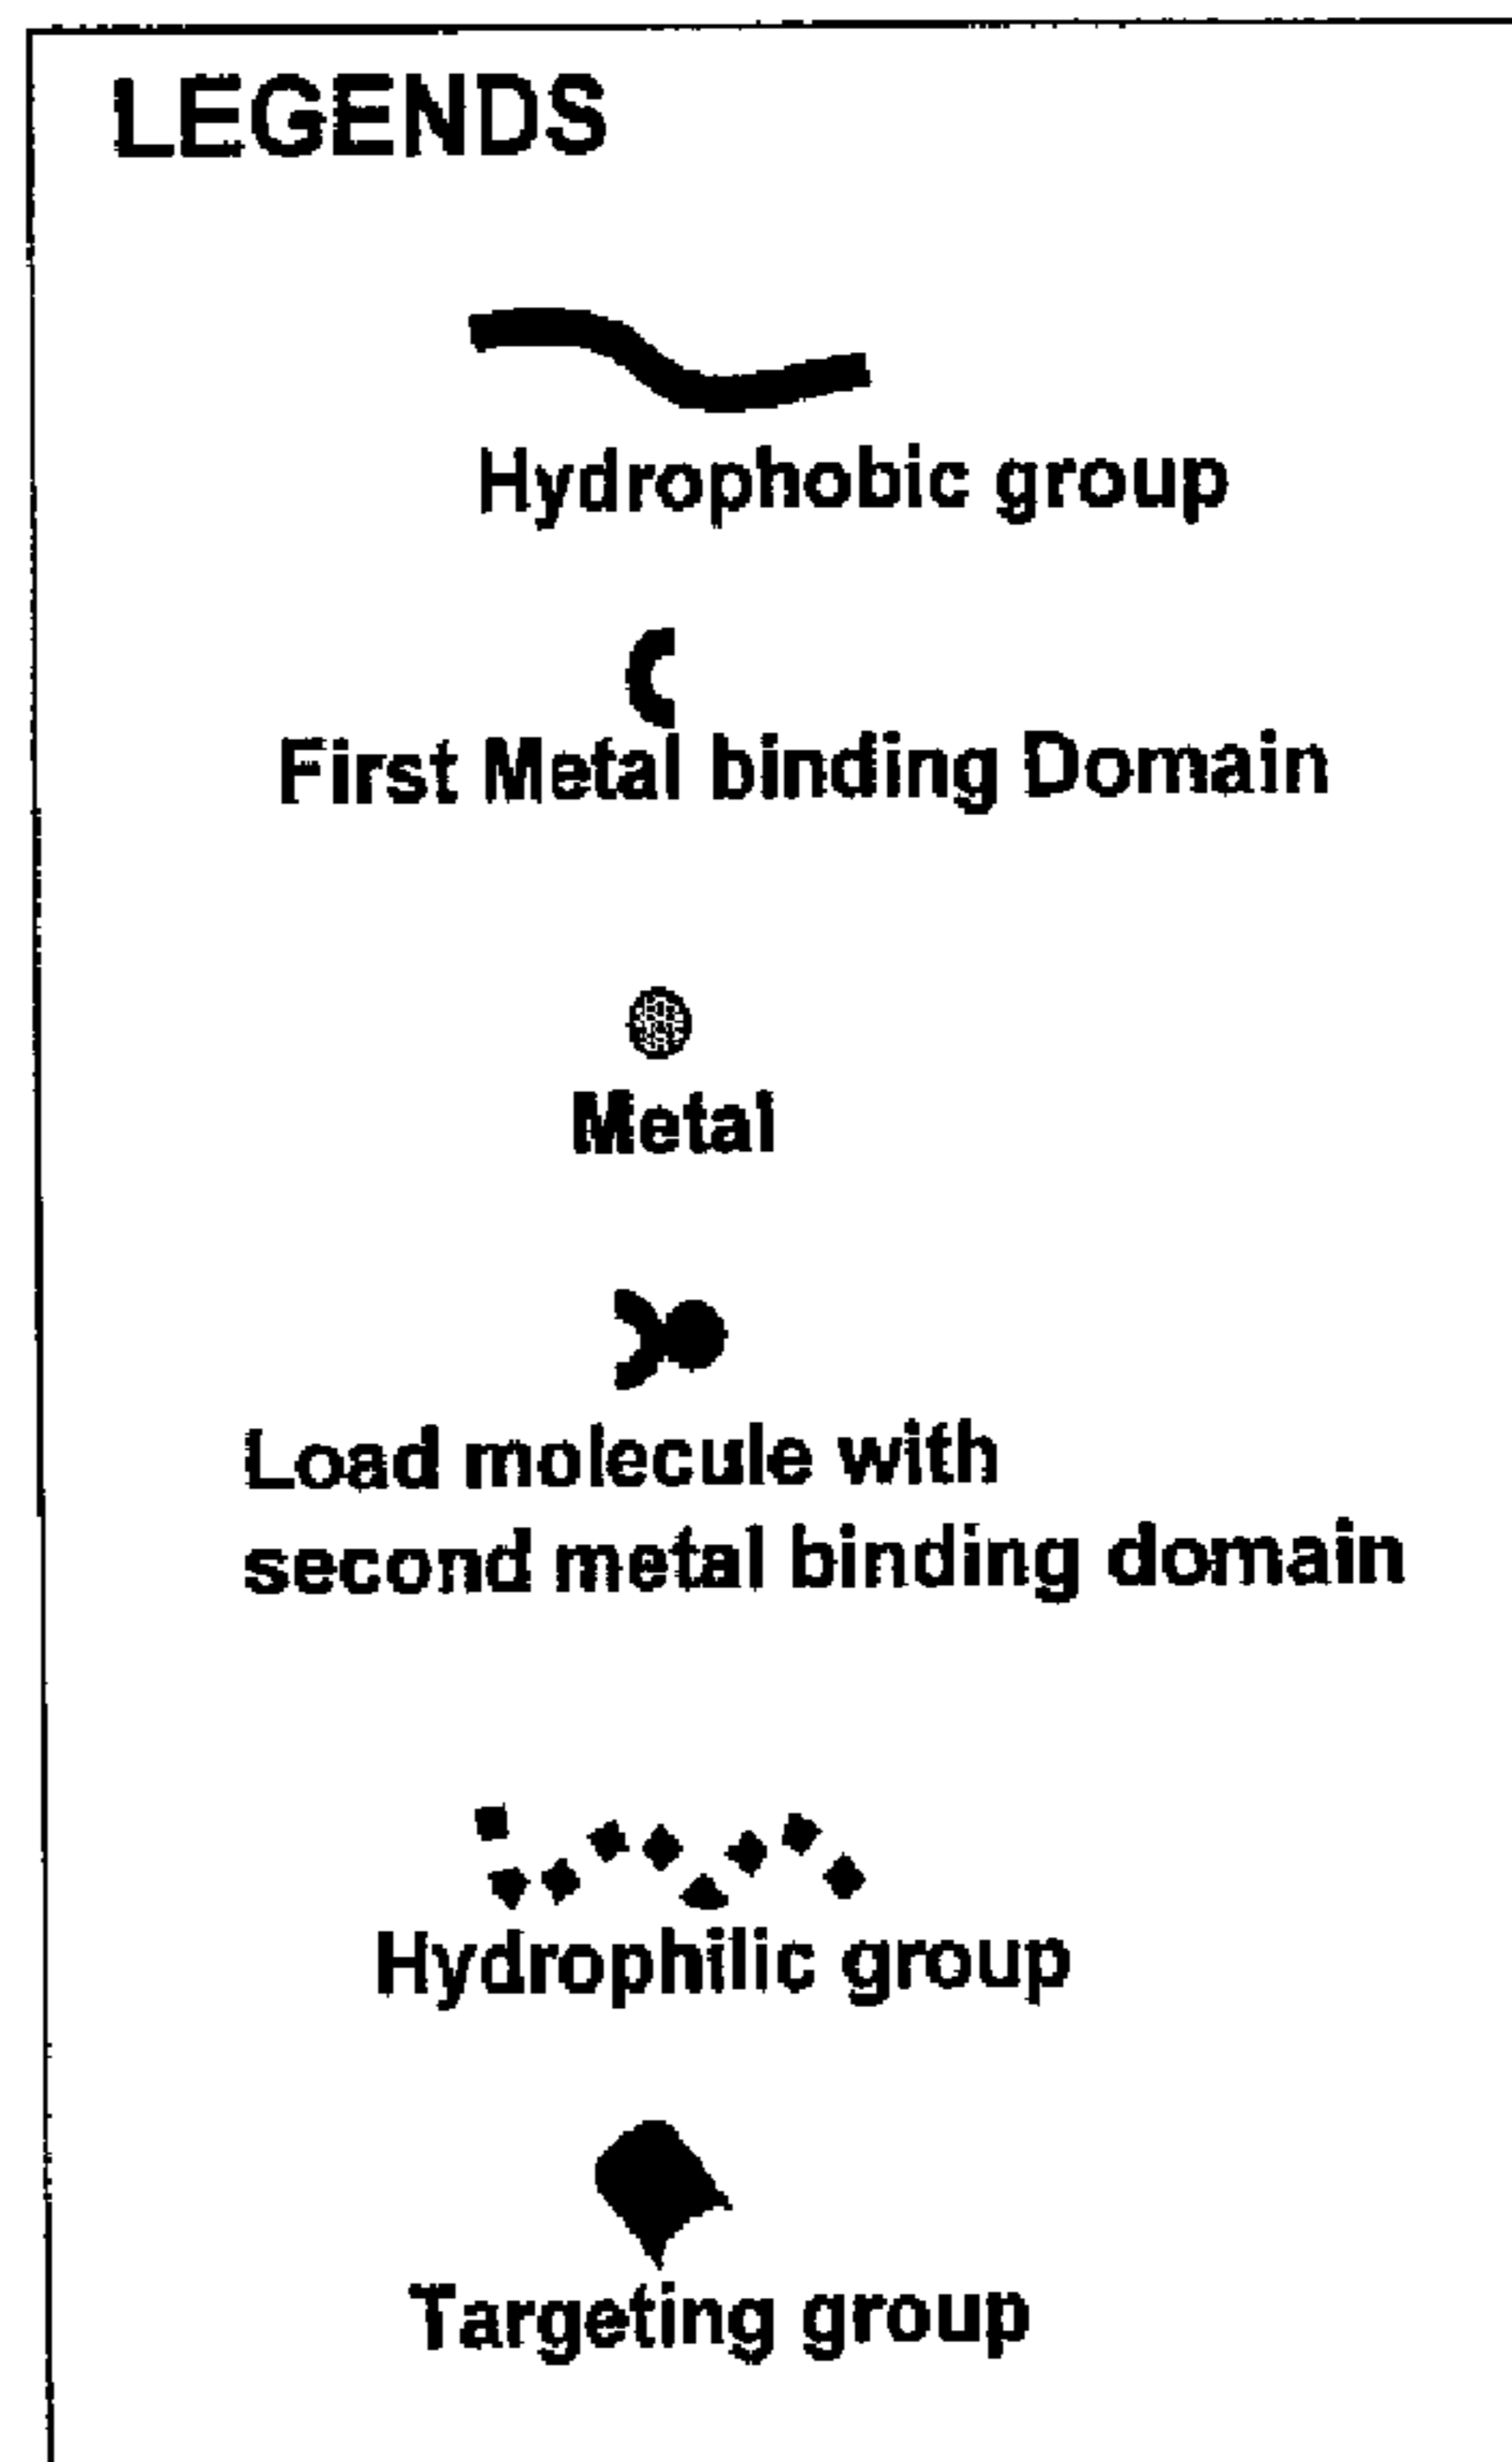 LEGENDS
Hydrophobic group
First Metal binding Domain
Metal
Load molecule with
second metal binding domain
Hydrophilic group
Targeting group